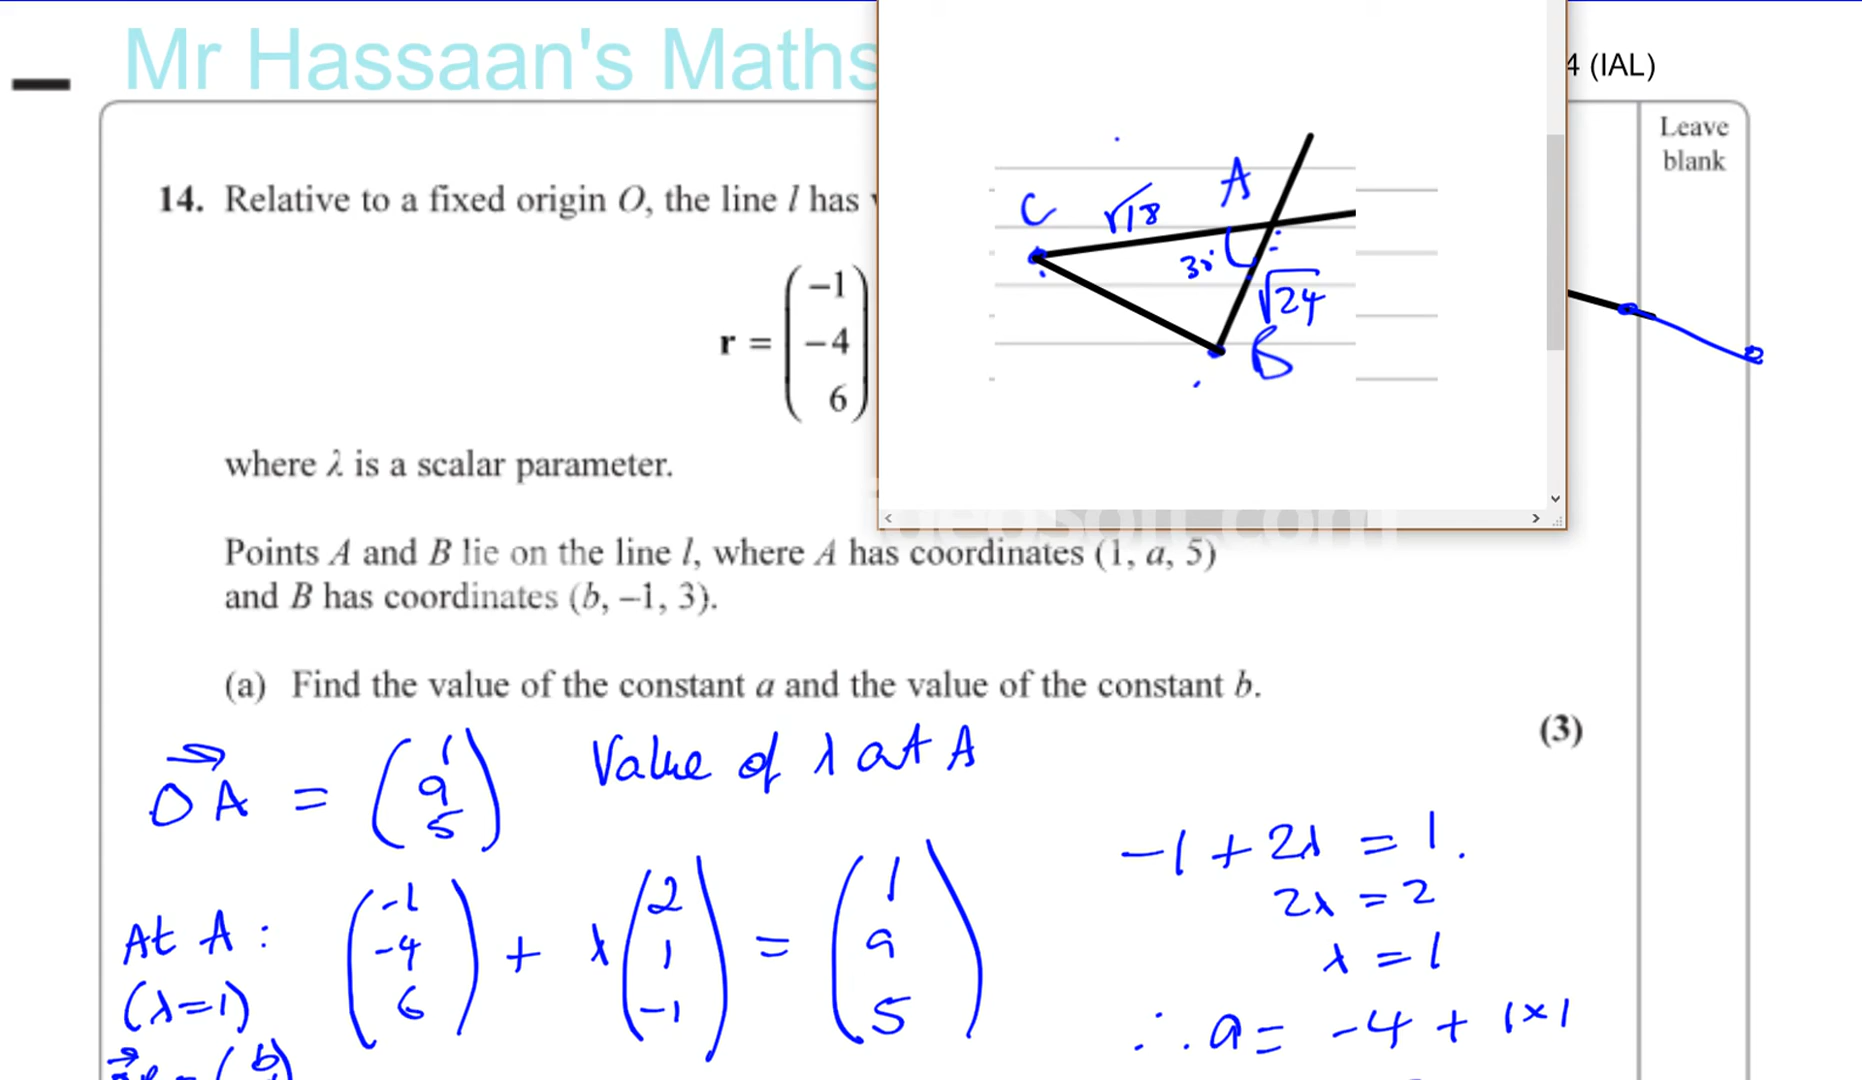 Mr Hassaan's Maths
4 (IAL)
Leave
blank
14. Relative to a fixed origin O, the line l has
r = ( -1
-4
6 )
where λ is a scalar parameter.
C √18 A
30°
√24
B
Points A and B lie on the line l, where A has coordinates (1, a, 5)
and B has coordinates (b, –1, 3).
(a) Find the value of the constant a and the value of the constant b.
(3)
OA = ( 1
a
5 )
Value of λ at A
At A :
(λ=1)
( -1
-4
6 ) + λ ( 2
1
-1 ) = ( 1
a
5 )
-1 + 2λ = 1.
2λ = 2
λ = 1
∴ a = -4 + 1×1